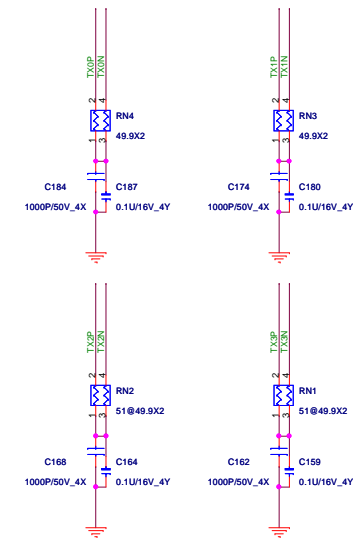 TX0P
TX0N
2
4
RN4
49.9X2
1
3
C184
C187
1000P/50V_4X
0.1U/16V_4Y
TX1P
TX1N
2
4
RN3
49.9X2
1
3
C174
C180
1000P/50V_4X
0.1U/16V_4Y
TX2P
TX2N
2
4
RN2
51@49.9X2
1
3
C168
C164
1000P/50V_4X
0.1U/16V_4Y
TX3P
TX3N
2
4
RN1
51@49.9X2
1
3
C162
C159
1000P/50V_4X
0.1U/16V_4Y